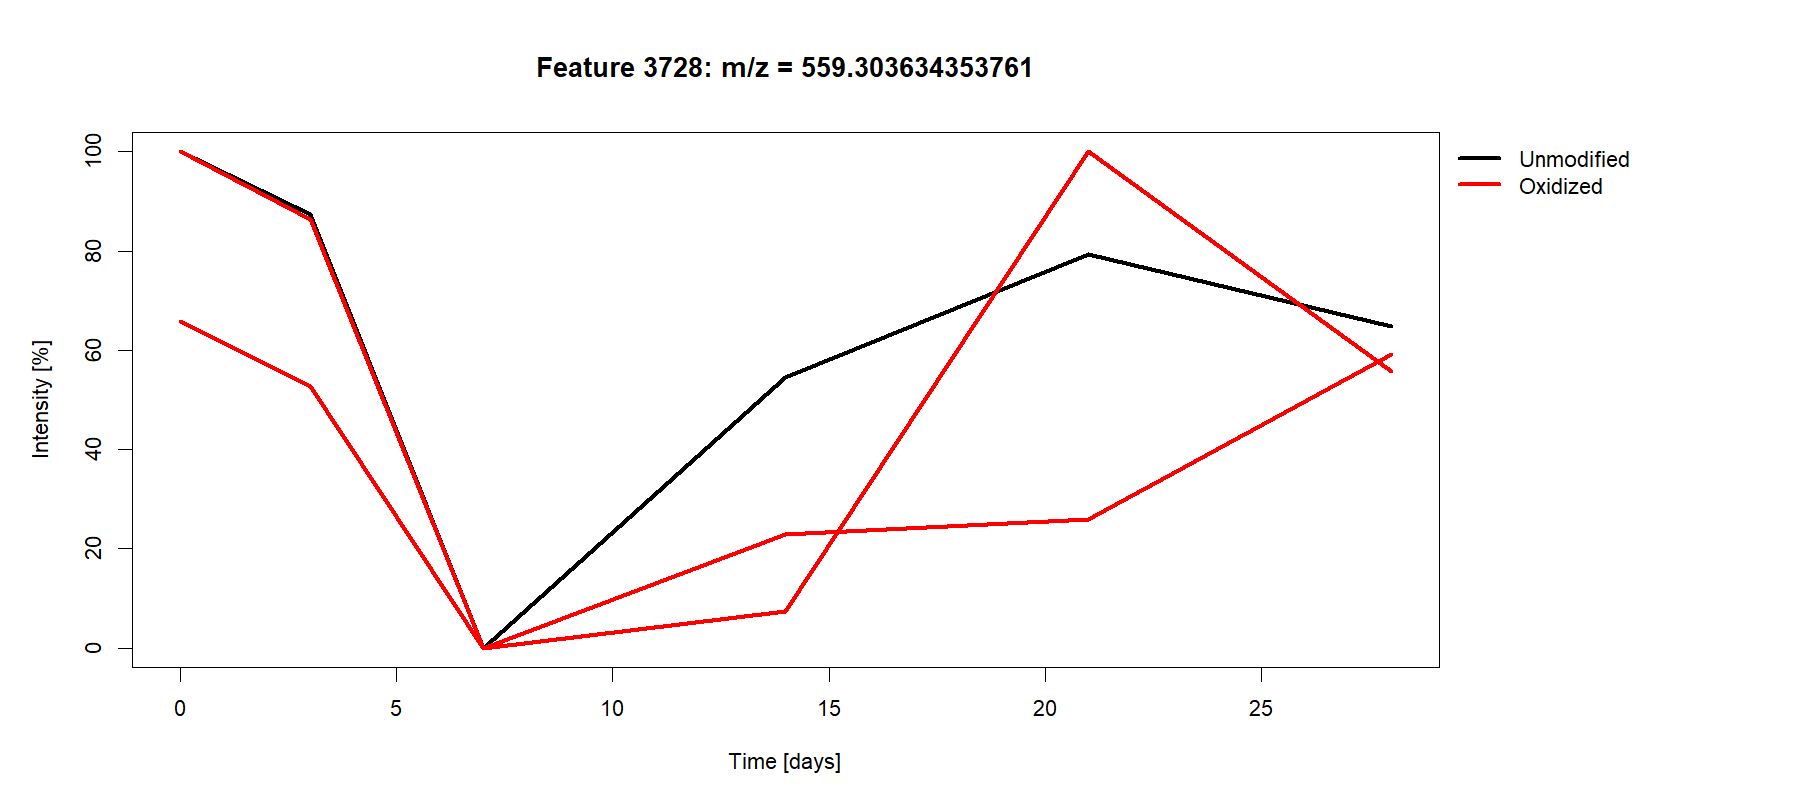 Feature 3728: m/z = 559.303634353761
Unmodified
Oxidized
100
80
60
40
20
0
Intensity [%]
0 5 10 15 20 25
Time [days]